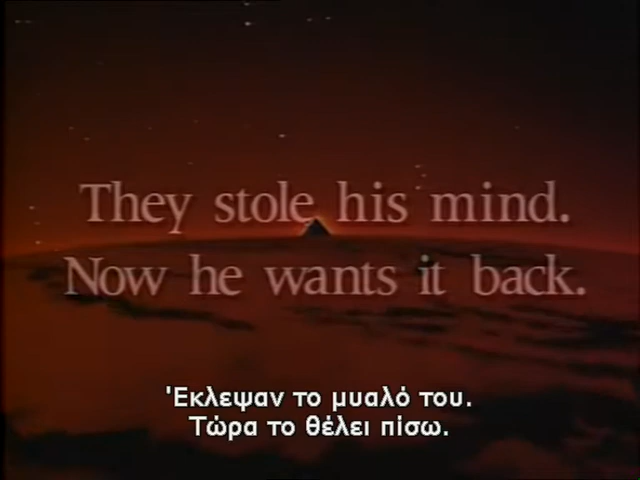 They stole his mind.
Now he wants it back.
'Εκλεψαν το μυαλό του.
Τώρα το θέλει πίσω.